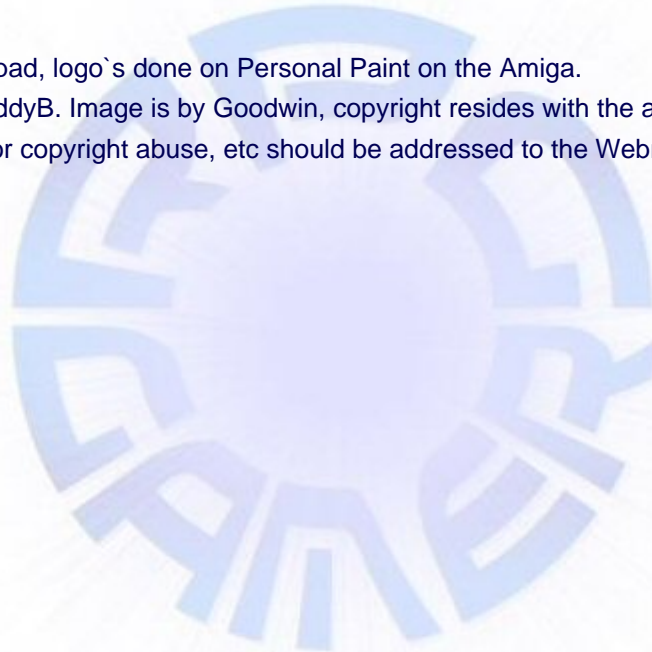 oad, logo`s done on Personal Paint on the Amiga.
ddyB. Image is by Goodwin, copyright resides with the a
or copyright abuse, etc should be addressed to the Web